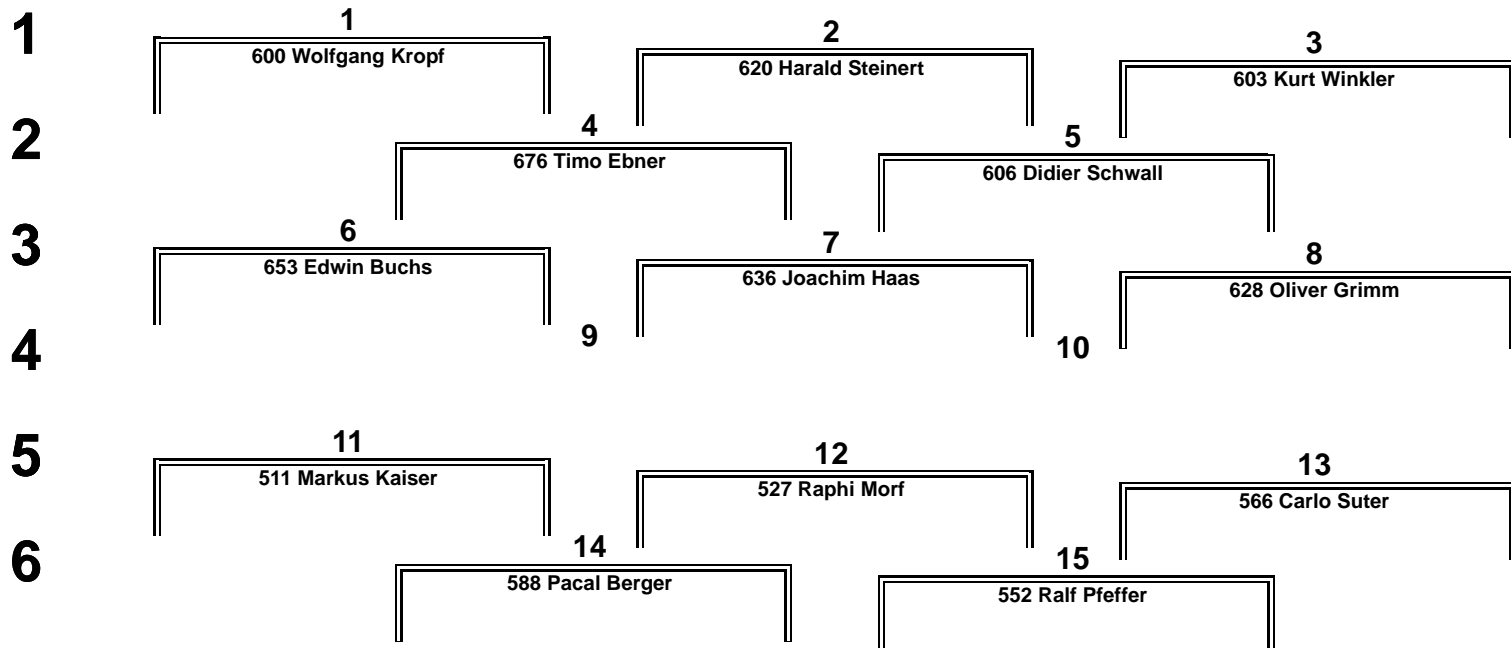 1
1
2
3
600 Wolfgang Kropf
620 Harald Steinert
603 Kurt Winkler
2
4
5
676 Timo Ebner
606 Didier Schwall
3
6
7
8
653 Edwin Buchs
636 Joachim Haas
628 Oliver Grimm
4
9
10
5
11
12
13
511 Markus Kaiser
527 Raphi Morf
566 Carlo Suter
6
14
15
588 Pacal Berger
552 Ralf Pfeffer